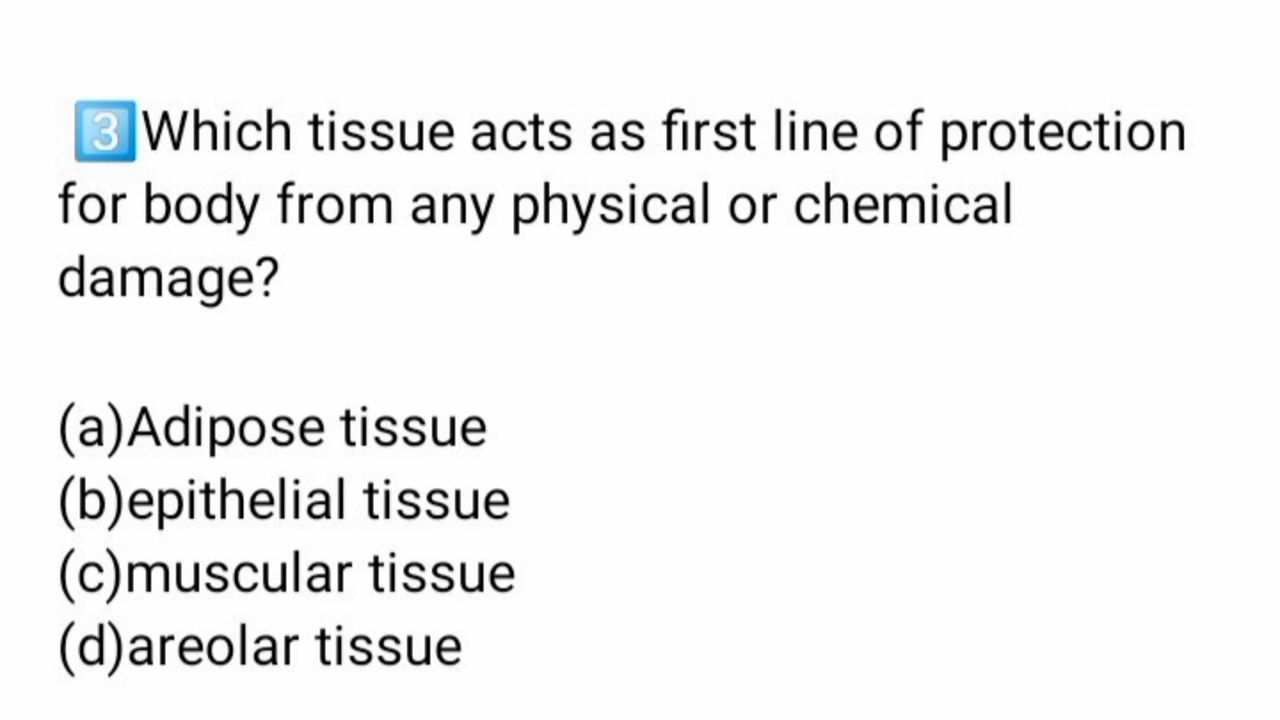 3️⃣Which tissue acts as first line of protection
for body from any physical or chemical
damage?
(a)Adipose tissue
(b)epithelial tissue
(c)muscular tissue
(d)areolar tissue